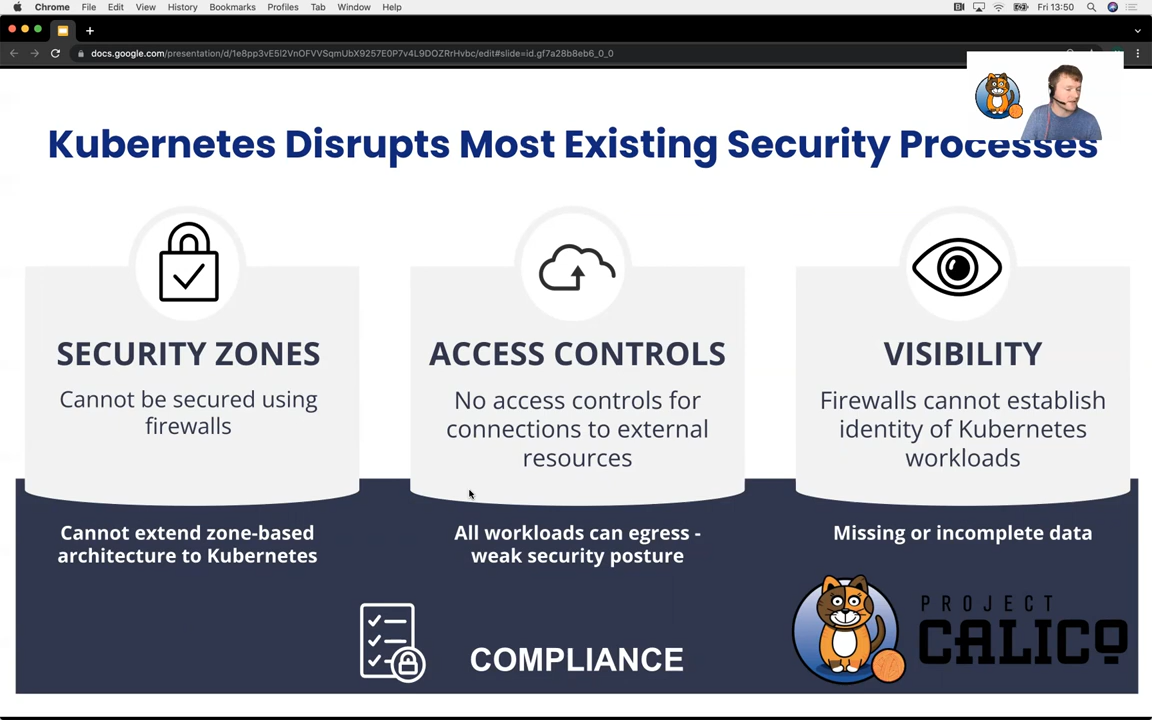 Chrome File Edit View History Bookmarks Profiles Tab Window Help Fri 13:50
docs.google.com/presentation/d/1e8pp3vE5l2VnOFVVSqmUbX9257E0P7v4L9DOZRrHvbc/edit#slide=id.gf7a28b8eb6_0_0
Kubernetes Disrupts Most Existing Security Processes
SECURITY ZONES
Cannot be secured using
firewalls
Cannot extend zone-based
architecture to Kubernetes
ACCESS CONTROLS
No access controls for
connections to external
resources
All workloads can egress -
weak security posture
VISIBILITY
Firewalls cannot establish
identity of Kubernetes
workloads
Missing or incomplete data
COMPLIANCE
PROJECT
CALICO